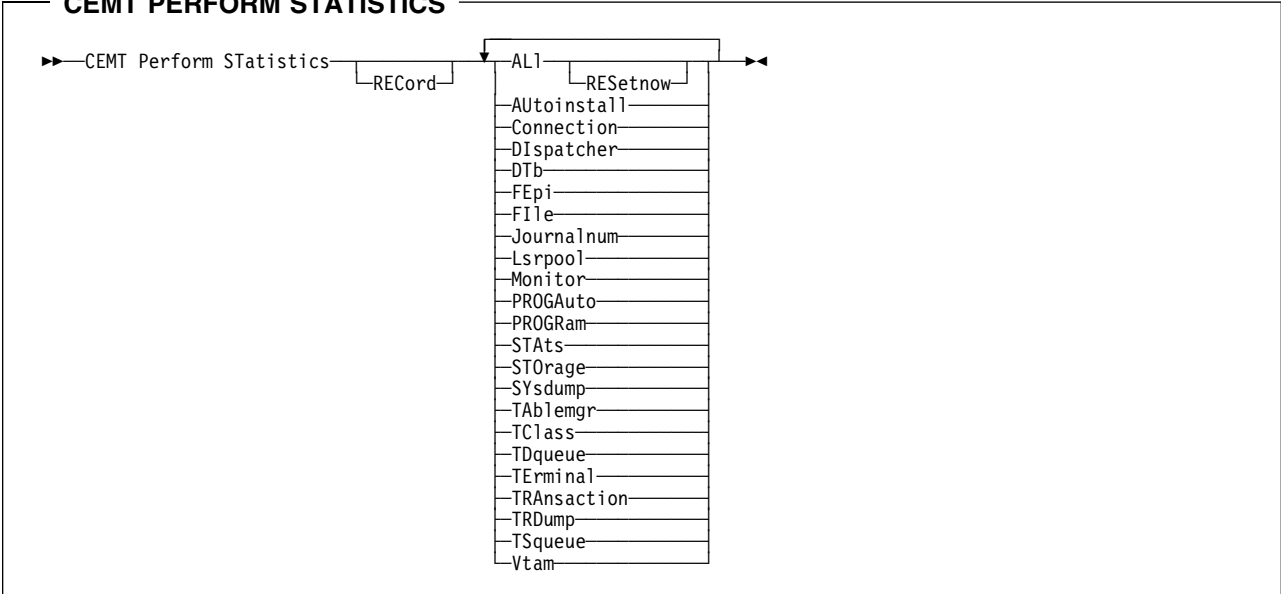 CEMT PERFORM STATISTICS
CEMT Perform STatistics RECord ALl RESetnow
AUtoinstall
Connection
DIspatcher
DTb
FEpi
FIle
Journalnum
Lsrpool
Monitor
PROGAuto
PROGRam
STAts
STOrage
SYsdump
TAblemgr
TClass
TDqueue
TErminal
TRAnsaction
TRDump
TSqueue
Vtam